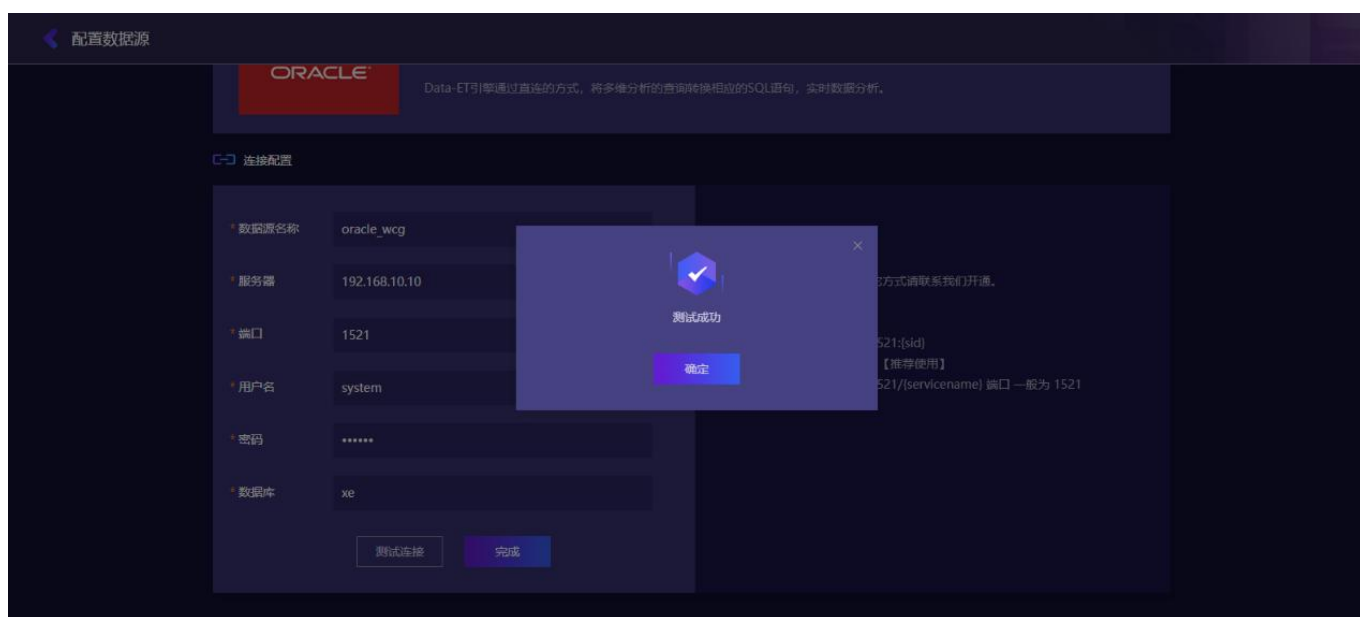 配置数据源
ORACLE
Data-ET引擎通过直连的方式，将多维分析的查询转换相应的SQL语句，实时数据分析。
连接配置
* 数据源名称 oracle_wcg
* 服务器 192.168.10.10
方式请联系我们开通。
测试成功
* 端口 1521
521:{sid}
【推荐使用】
确定
* 用户名 system
521/{servicename} 端口 一般为 1521
* 密码 ••••••
* 数据库 xe
测试连接 完成